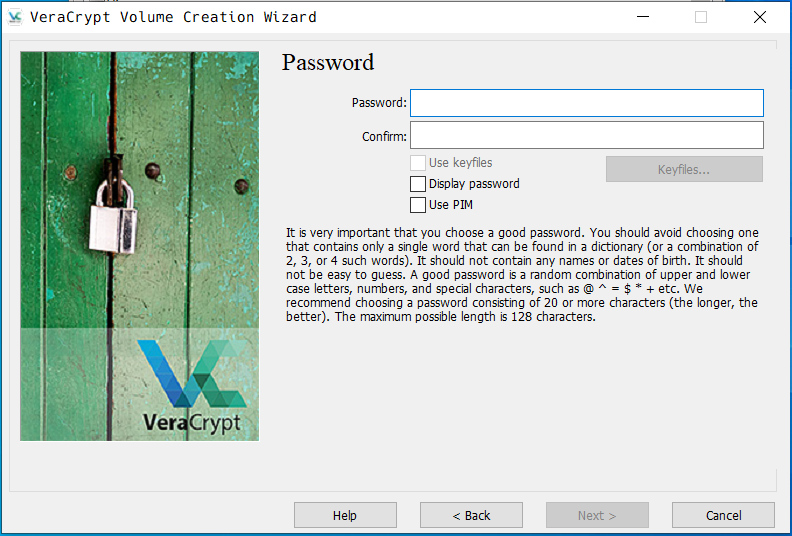 VeraCrypt Volume Creation Wizard
Password
Password:
Confirm:
Use keyfiles
Keyfiles...
Display password
Use PIM
It is very important that you choose a good password. You should avoid choosing one
that contains only a single word that can be found in a dictionary (or a combination of
2, 3, or 4 such words). It should not contain any names or dates of birth. It should
not be easy to guess. A good password is a random combination of upper and lower
case letters, numbers, and special characters, such as @ ^ = $ * + etc. We
recommend choosing a password consisting of 20 or more characters (the longer, the
better). The maximum possible length is 128 characters.
VeraCrypt
Help
< Back
Next >
Cancel